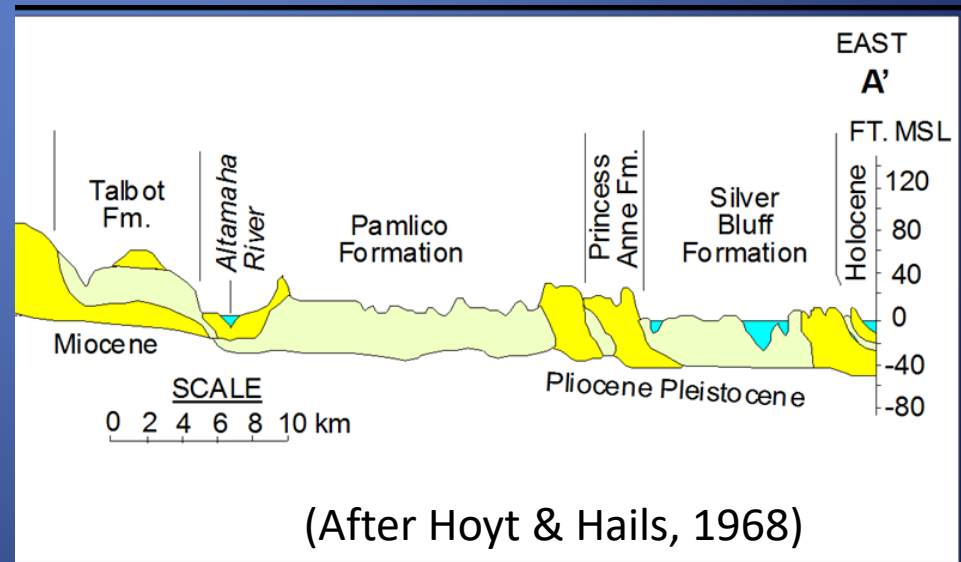 EAST
A'
FT. MSL
Talbot
Fm.
Altamaha
River
Pamlico
Formation
Princess
Anne Fm.
Silver
Bluff
Formation
Holocene
120
80
40
0
-40
-80
Miocene
Pliocene Pleistocene
SCALE
0 2 4 6 8 10 km
(After Hoyt & Hails, 1968)